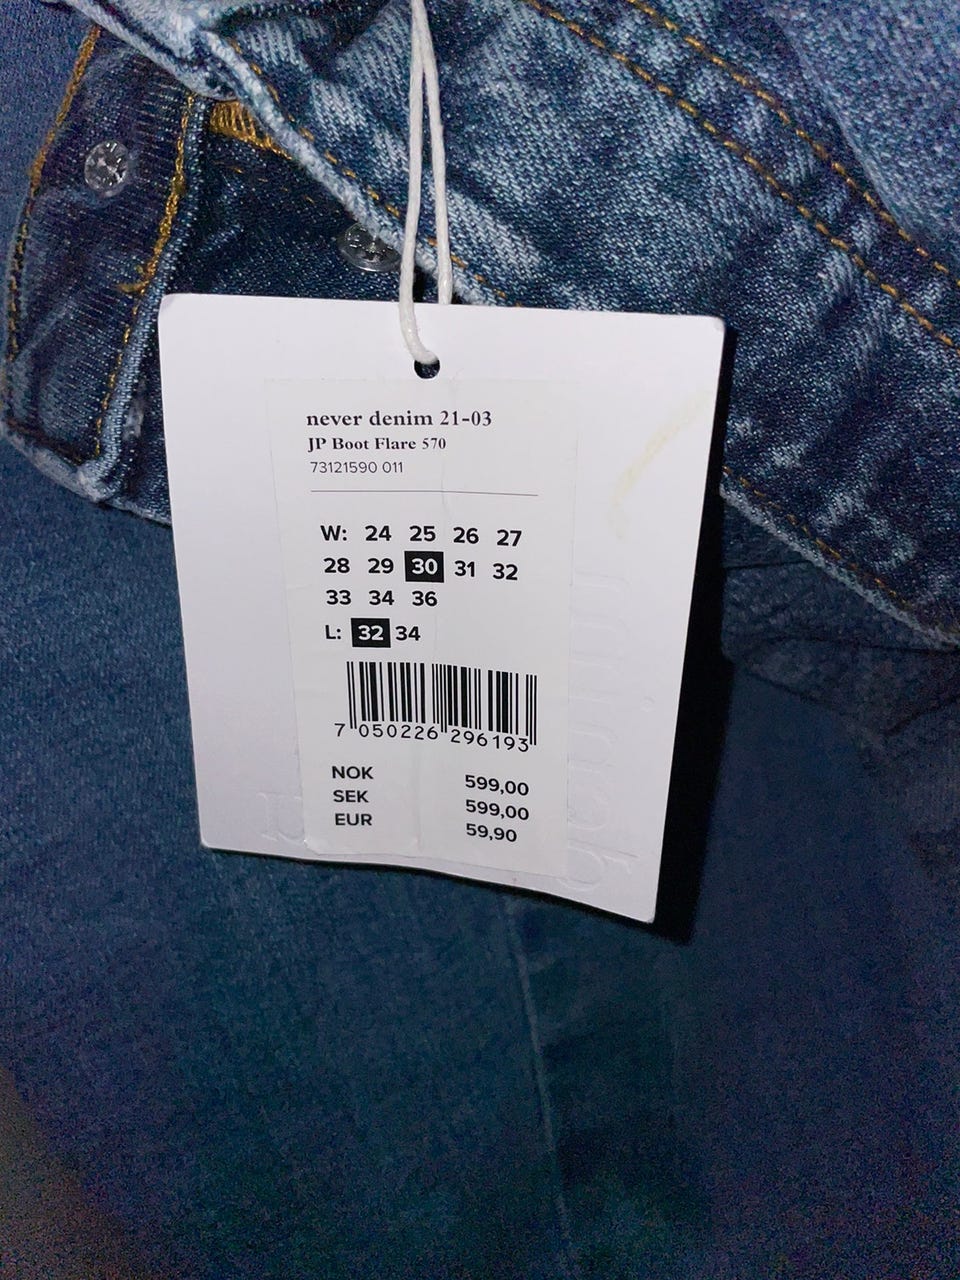 never denim 21-03
JP Boot Flare 570
73121590 011
W: 24 25 26 27
28 29 30 31 32
33 34 36
L: 32 34
7 050226 296193
NOK 599,00
SEK 599,00
EUR 59,90